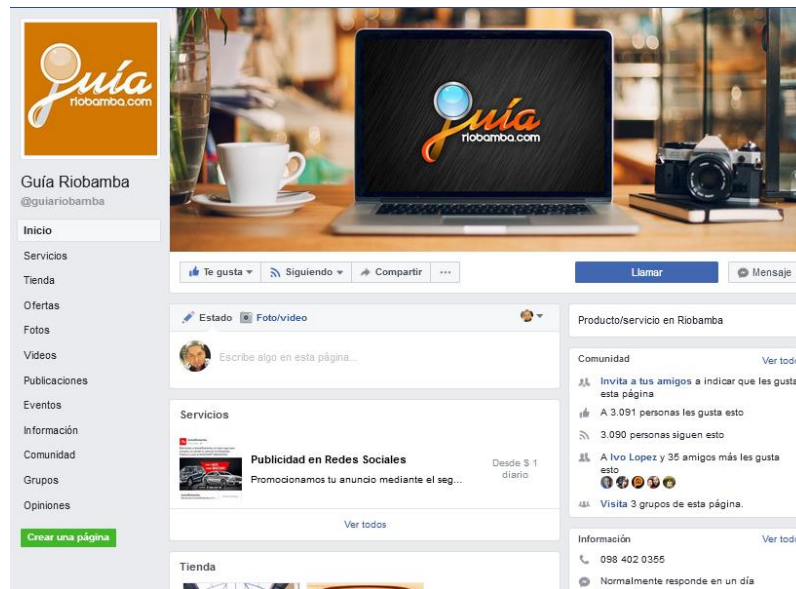 Guía
riobamba.com
Guía
riobamba.com
Guía Riobamba
@guiariobamba
Inicio
Servicios
Tienda
Ofertas
Fotos
Videos
Publicaciones
Eventos
Información
Comunidad
Grupos
Opiniones
Crear una página
Te gusta
Siguiendo
Compartir
Llamar
Mensaje
Estado
Foto/video
Escribe algo en esta página...
Servicios
Publicidad en Redes Sociales
Promocionamos tu anuncio mediante el seg...
Desde $ 1
diario
Ver todos
Tienda
Producto/servicio en Riobamba
Comunidad
Ver todo
Invita a tus amigos a indicar que les gusta
esta página
A 3.091 personas les gusta esto
3.090 personas siguen esto
A Ivo Lopez y 35 amigos más les gusta
esto
Visita 3 grupos de esta página.
Información
Ver todo
098 402 0355
Normalmente responde en un día